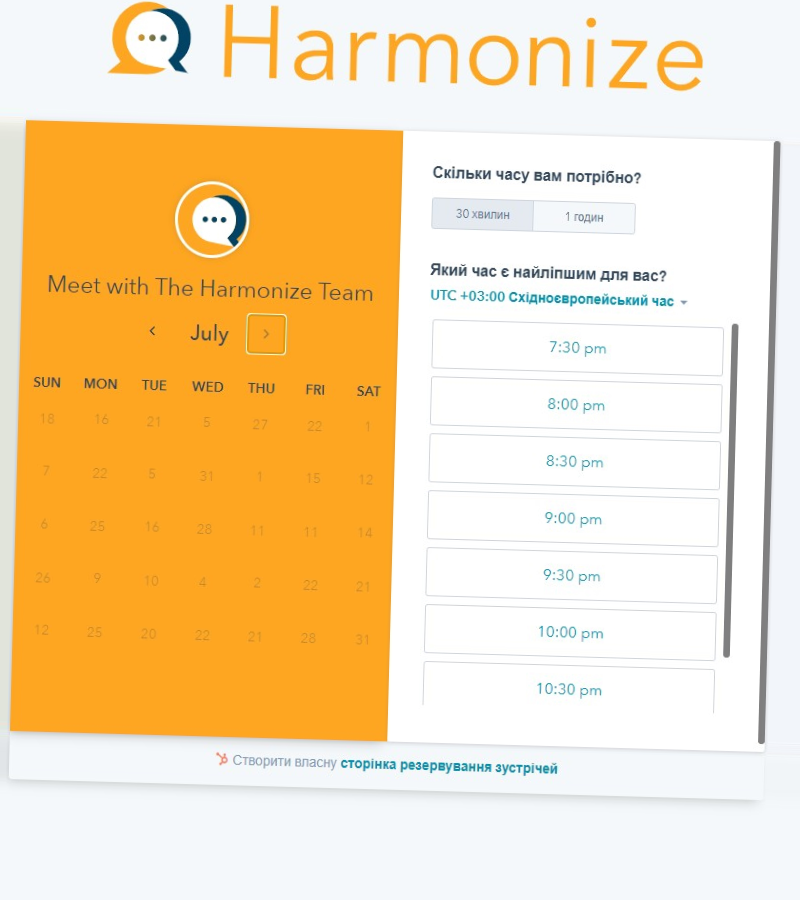 Harmonize
Meet with The Harmonize Team
July
SUN MON TUE WED THU FRI SAT
18 16 21 5 27 22 1
7 22 5 31 1 15 12
6 25 16 28 11 11 14
26 9 10 4 2 22 21
12 25 20 22 21 28 31
Скільки часу вам потрібно?
30 хвилин 1 годин
Який час є найліпшим для вас?
UTC +03:00 Східноєвропейський час
7:30 pm
8:00 pm
8:30 pm
9:00 pm
9:30 pm
10:00 pm
10:30 pm
Створити власну сторінка резервування зустрічей